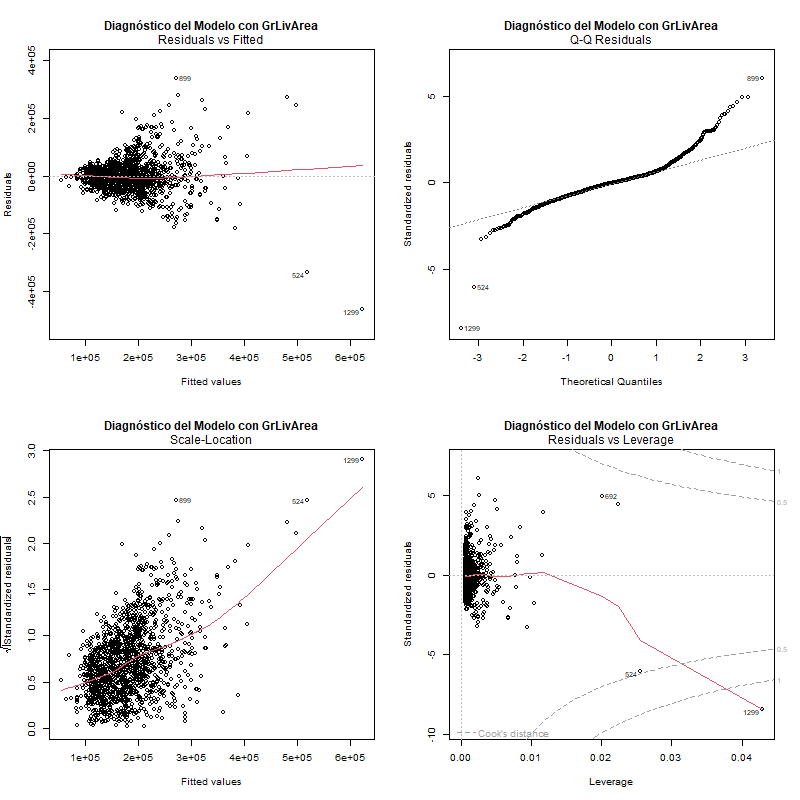 Diagnóstico del Modelo con GrLivArea
Residuals vs Fitted
Residuals
4e+05
2e+05
0e+00
-2e+05
-4e+05
899
524
1299
1e+05 2e+05 3e+05 4e+05 5e+05 6e+05
Fitted values
Diagnóstico del Modelo con GrLivArea
Q-Q Residuals
Standardized residuals
5
0
-5
899
524
1299
-3 -2 -1 0 1 2 3
Theoretical Quantiles
Diagnóstico del Modelo con GrLivArea
Scale-Location
√|Standardized residuals|
3.0
2.5
2.0
1.5
1.0
0.5
0.0
1299
899
524
1e+05 2e+05 3e+05 4e+05 5e+05 6e+05
Fitted values
Diagnóstico del Modelo con GrLivArea
Residuals vs Leverage
Standardized residuals
5
0
-5
-10
1
0.5
0.5
1
692
524
1299
Cook's distance
0.00 0.01 0.02 0.03 0.04
Leverage